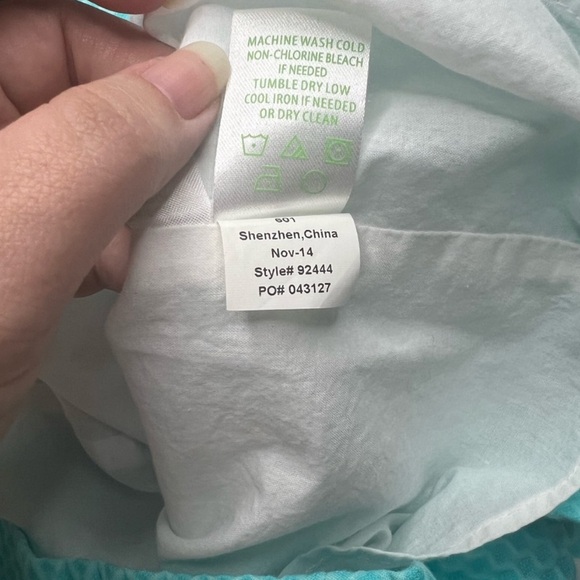 MACHINE WASH COLD
NON-CHLORINE BLEACH
IF NEEDED
TUMBLE DRY LOW
COOL IRON IF NEEDED
OR DRY CLEAN
601
Shenzhen,China
Nov-14
Style# 92444
PO# 043127